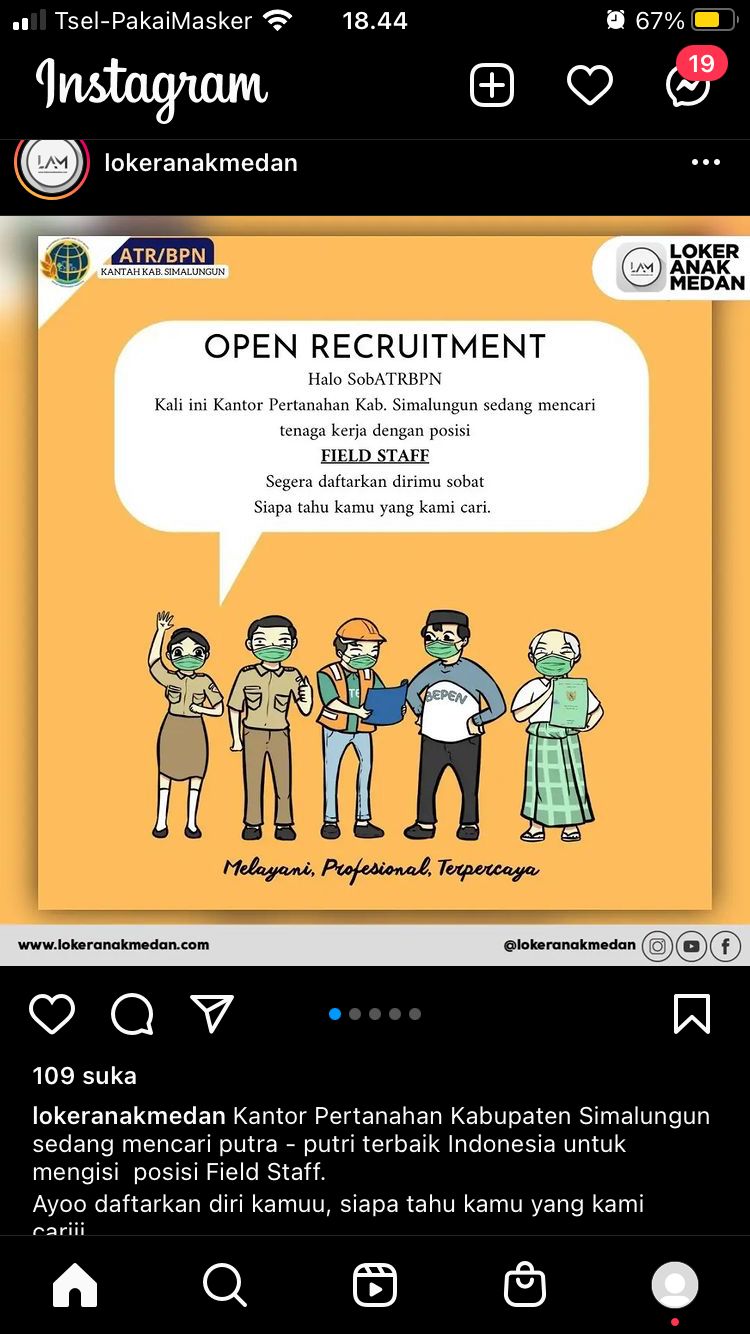 Tsel-PakaiMasker
18.44
67%
Instagram
19
LAM
lokeranakmedan
ATR/BPN
KANTAH KAB. SIMALUNGUN
LAM
LOKER
ANAK
MEDAN
OPEN RECRUITMENT
Halo SobATRBPN
Kali ini Kantor Pertanahan Kab. Simalungun sedang mencari
tenaga kerja dengan posisi
FIELD STAFF
Segera daftarkan dirimu sobat
Siapa tahu kamu yang kami cari.
TE
BEPEN
Melayani, Profesional, Terpercaya
www.lokeranakmedan.com
@lokeranakmedan
109 suka
lokeranakmedan Kantor Pertanahan Kabupaten Simalungun
sedang mencari putra - putri terbaik Indonesia untuk
mengisi posisi Field Staff.
Ayoo daftarkan diri kamuu, siapa tahu kamu yang kami
cariii